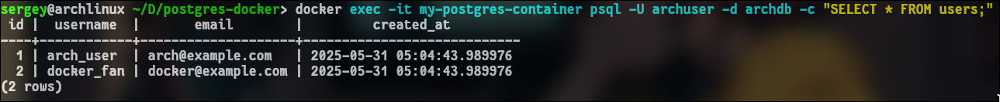 sergey@archlinux ~/D/postgres-docker> docker exec -it my-postgres-container psql -U archuser -d archdb -c "SELECT * FROM users;"
 id |  username  |       email        |         created_at
----+------------+--------------------+----------------------------
  1 | arch_user  | arch@example.com   | 2025-05-31 05:04:43.989976
  2 | docker_fan | docker@example.com | 2025-05-31 05:04:43.989976
(2 rows)